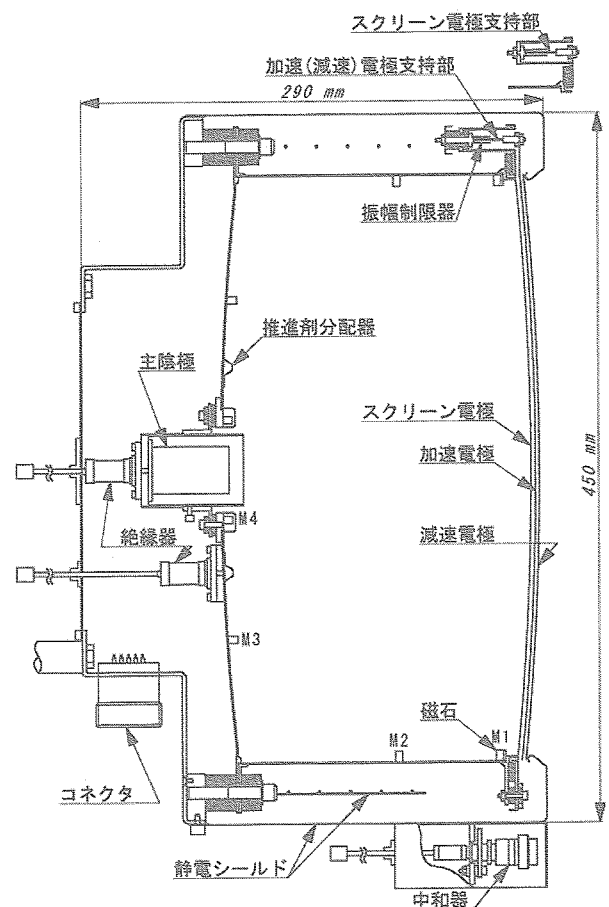 スクリーン電極支持部
加速(減速)電極支持部
290 mm
振幅制限器
推進剤分配器
主陰極
スクリーン電極
加速電極
450 mm
M4
絶縁器
減速電極
M3
磁石
M1
M2
コネクタ
静電シールド
中和器